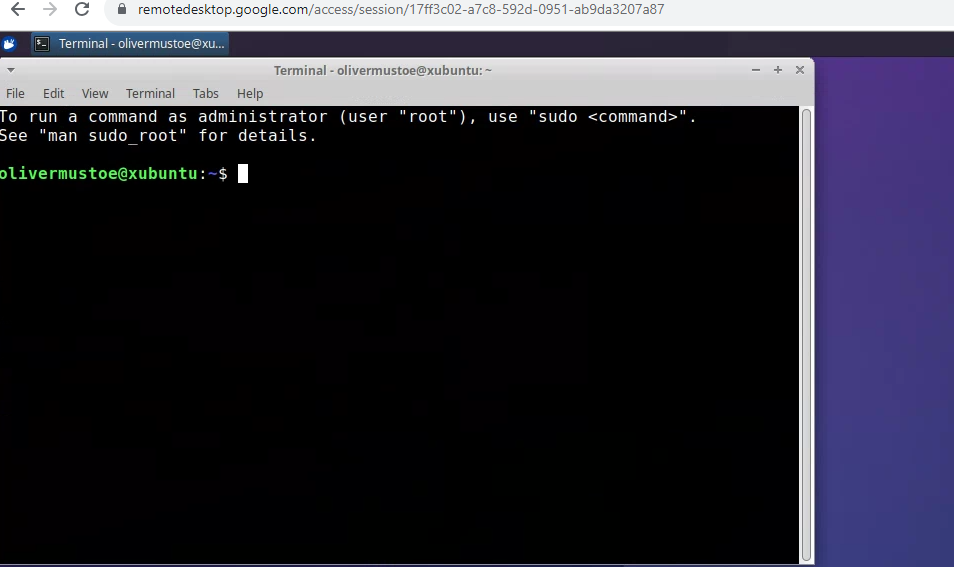 remotedesktop.google.com/access/session/17ff3c02-a7c8-592d-0951-ab9da3207a87
Terminal - olivermustoe@xu...
Terminal - olivermustoe@xubuntu: ~
File Edit View Terminal Tabs Help
To run a command as administrator (user "root"), use "sudo <command>".
See "man sudo_root" for details.
olivermustoe@xubuntu:~$